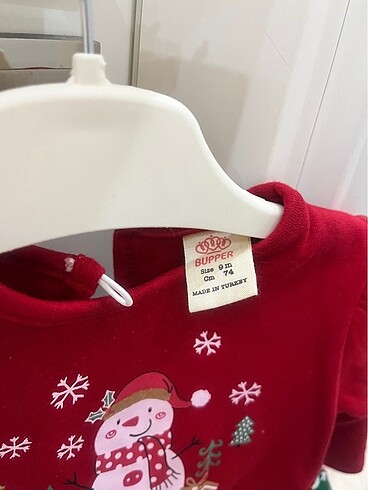 BUPPER
Size 9 m
Cm 74
MADE IN TURKEY